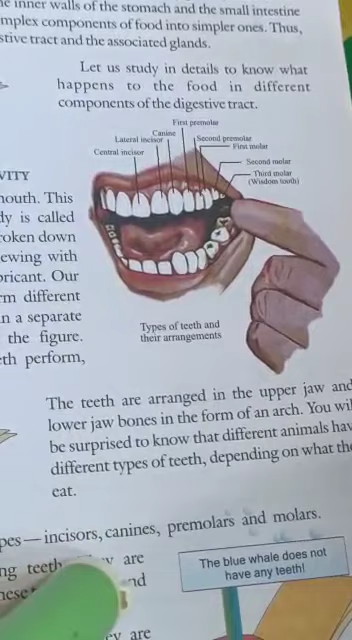 he inner walls of the stomach and the small intestine
mplex components of food into simpler ones. Thus,
stive tract and the associated glands.
Let us study in details to know what
happens to the food in different
components of the digestive tract.
First premolar
Canine
Lateral incisor
Second premolar
First molar
Central incisor
Second molar
Third molar
(Wisdom tooth)
VITY
mouth. This
dy is called
roken down
ewing with
bricant. Our
rm different
n a separate
the figure.
eth perform,
Types of teeth and
their arrangements
The teeth are arranged in the upper jaw and
lower jaw bones in the form of an arch. You wil
be surprised to know that different animals hav
different types of teeth, depending on what the
eat.
pes—incisors, canines, premolars and molars.
ng teeth are
nd
ey are
The blue whale does not
have any teeth!